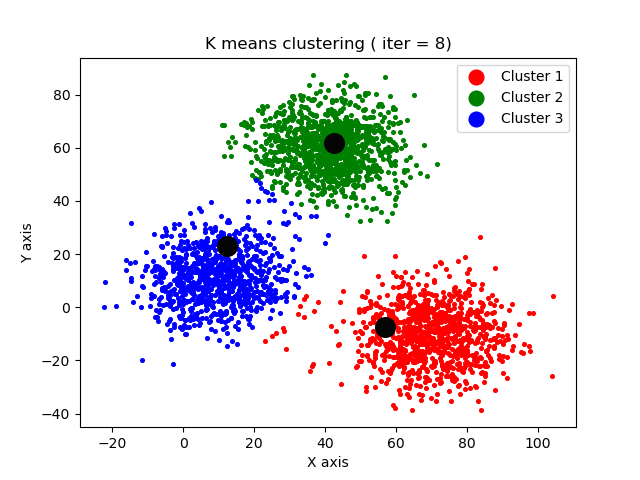 K means clustering ( iter = 8)
Cluster 1
Cluster 2
Cluster 3
80
60
40
20
0
−20
−40
Y axis
−20 0 20 40 60 80 100
X axis